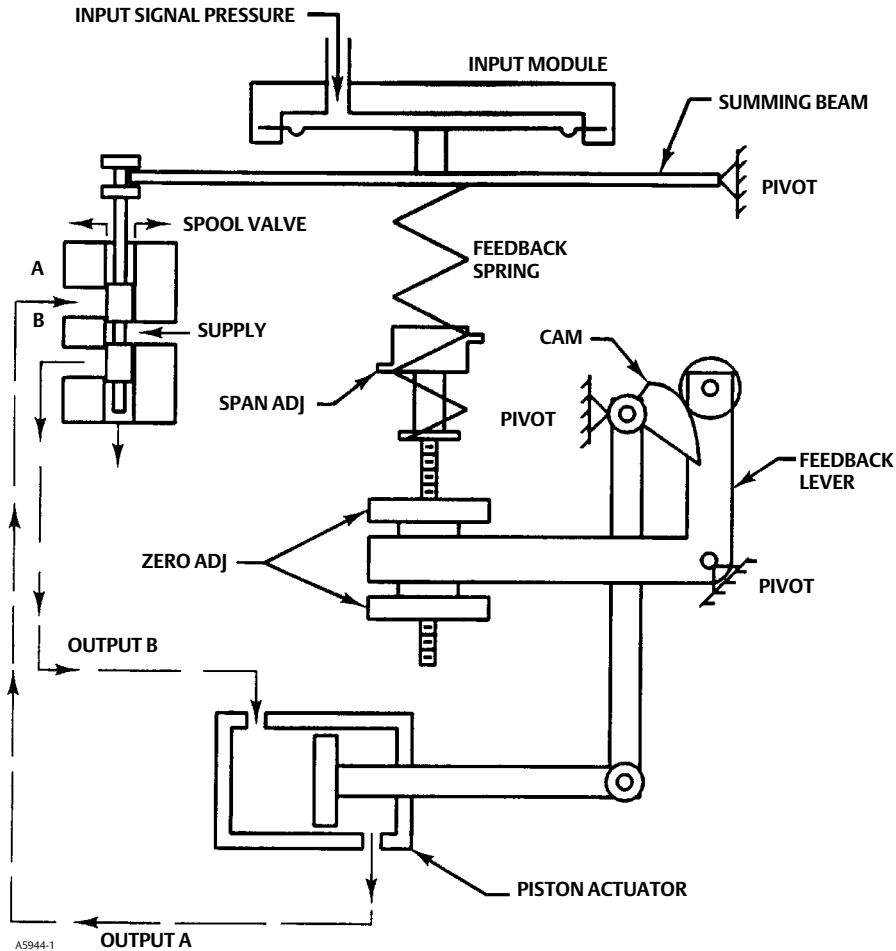 INPUT SIGNAL PRESSURE
INPUT MODULE
SUMMING BEAM
PIVOT
SPOOL VALVE
A
FEEDBACK
SPRING
B
SUPPLY
CAM
SPAN ADJ
PIVOT
FEEDBACK
LEVER
ZERO ADJ
PIVOT
OUTPUT B
PISTON ACTUATOR
OUTPUT A
A5944-1